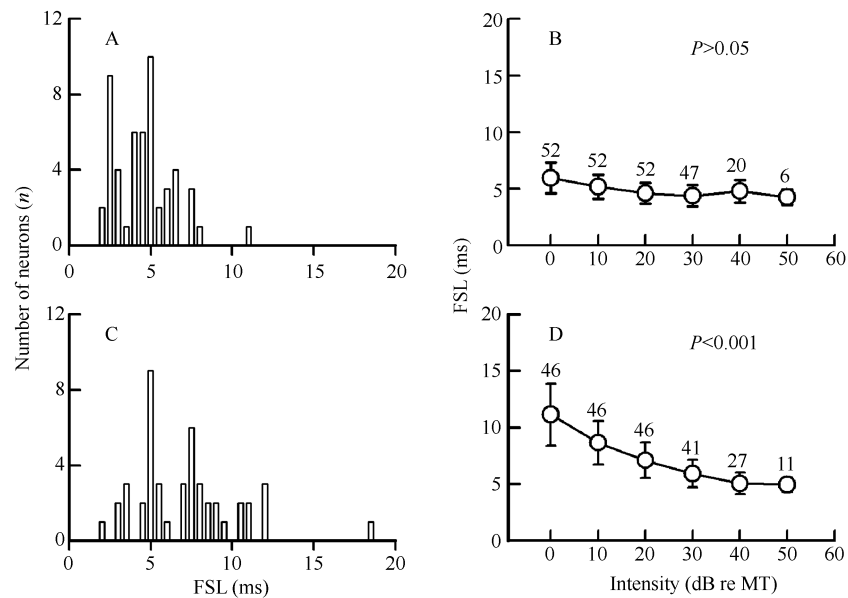 Number of neurons (n)
12
8
4
0
A
0 5 10 15 20
FSL (ms)
20
15
10
5
0
B
P>0.05
52 52 52 47 20 6
0 10 20 30 40 50 60
12
8
4
0
C
0 5 10 15 20
FSL (ms)
20
15
10
5
0
D
P<0.001
46
46
46
41
27
11
0 10 20 30 40 50 60
Intensity (dB re MT)